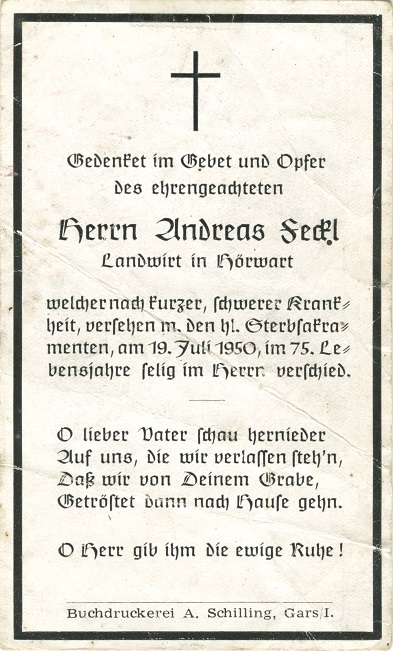 Gedenket im Gebet und Opfer
des ehrengeachteten
Herrn Andreas Feckl
Landwirt in Hörwart
welcher nach kurzer, schwerer Krank-
heit, versehen m. den hl. Sterbsakra-
menten, am 19. Juli 1950, im 75. Le-
bensjahre selig im Herrn verschied.
O lieber Vater schau hernieder
Auf uns, die wir verlassen steh'n,
Daß wir von Deinem Grabe,
Getröstet dann nach Hause gehn.
O Herr gib ihm die ewige Ruhe!
Buchdruckerei A. Schilling, Gars/I.